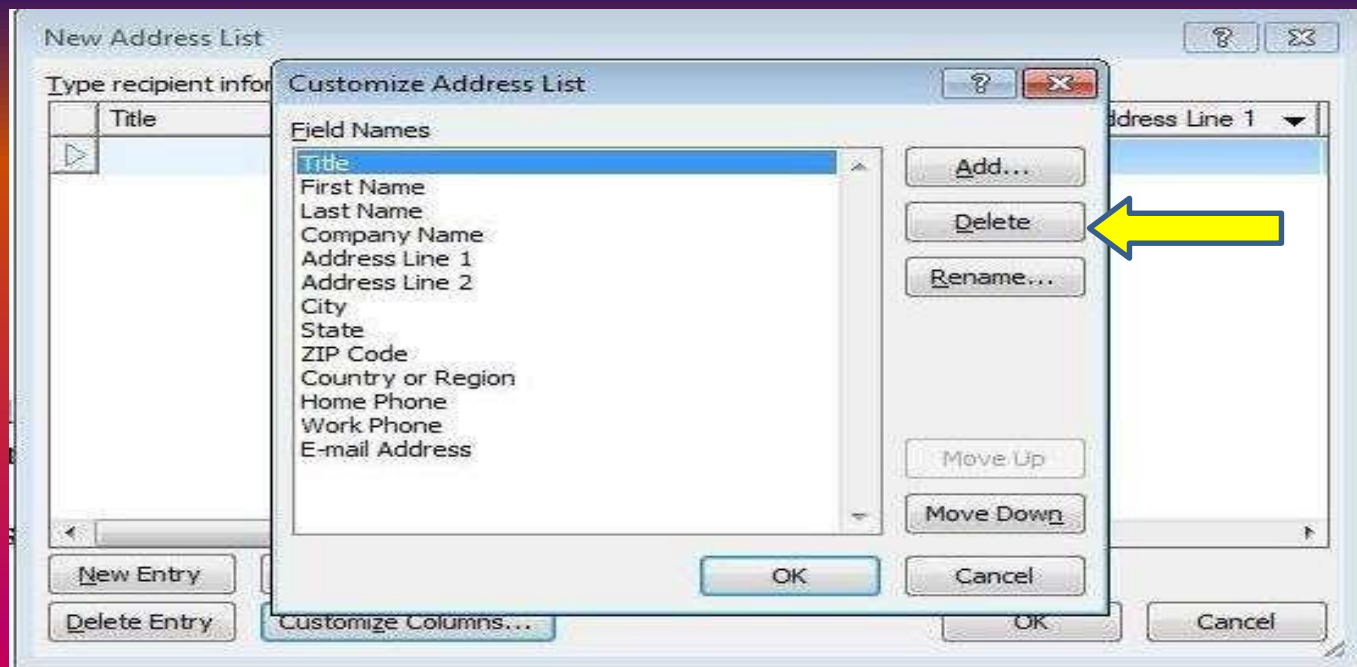 New Address List
Type recipient infor
Title
ddress Line 1
Customize Address List
Field Names
Title
First Name
Last Name
Company Name
Address Line 1
Address Line 2
City
State
ZIP Code
Country or Region
Home Phone
Work Phone
E-mail Address
Add...
Delete
Rename...
Move Up
Move Down
OK
Cancel
New Entry
Delete Entry
Customize Columns...
OK
Cancel